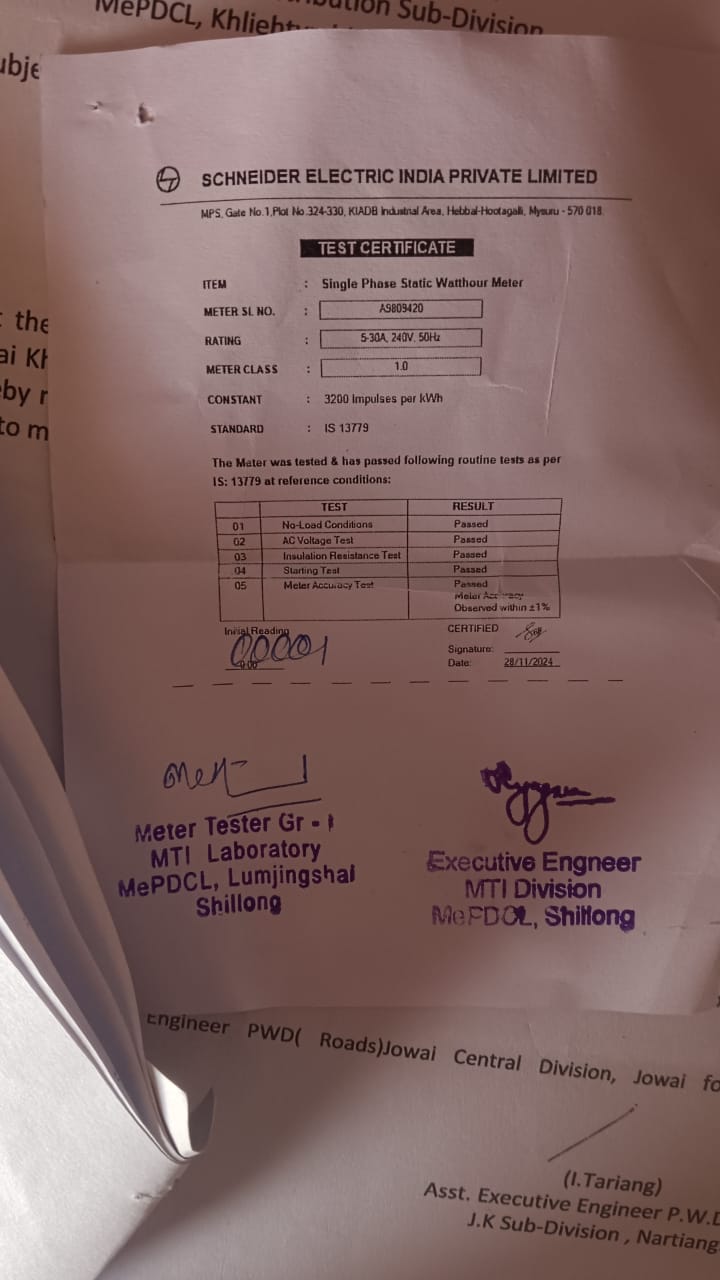 MePDCL, Khlieht
Sub-Division
ubje
the
ai Kh
by r
to m
SCHNEIDER ELECTRIC INDIA PRIVATE LIMITED
MPS, Gate No.1,Plot No.324-330, KIADB Industrial Area, Hebbal-Hootagalli, Mysuru - 570 018.
TEST CERTIFICATE
ITEM : Single Phase Static Watthour Meter
METER SL NO. : A9809420
RATING : 5-30A, 240V, 50Hz
METER CLASS : 1.0
CONSTANT : 3200 Impulses per kWh
STANDARD : IS 13779
The Meter was tested & has passed following routine tests as per
IS: 13779 at reference conditions:
TEST RESULT
01 No-Load Conditions Passed
02 AC Voltage Test Passed
03 Insulation Resistance Test Passed
04 Starting Test Passed
05 Meter Accuracy Test Passed
Meter Accuracy
Observed within ±1%
Initial Reading CERTIFIED
00001
0.00
Signature:
Date: 28/11/2024
Meter Tester Gr - I
MTI Laboratory
MePDCL, Lumjingshai
Shillong
Executive Engneer
MTI Division
MePDCL, Shillong
Engineer PWD( Roads)Jowai Central Division, Jowai fo
(I.Tariang)
Asst. Executive Engineer P.W.D
J.K Sub-Division , Nartiang